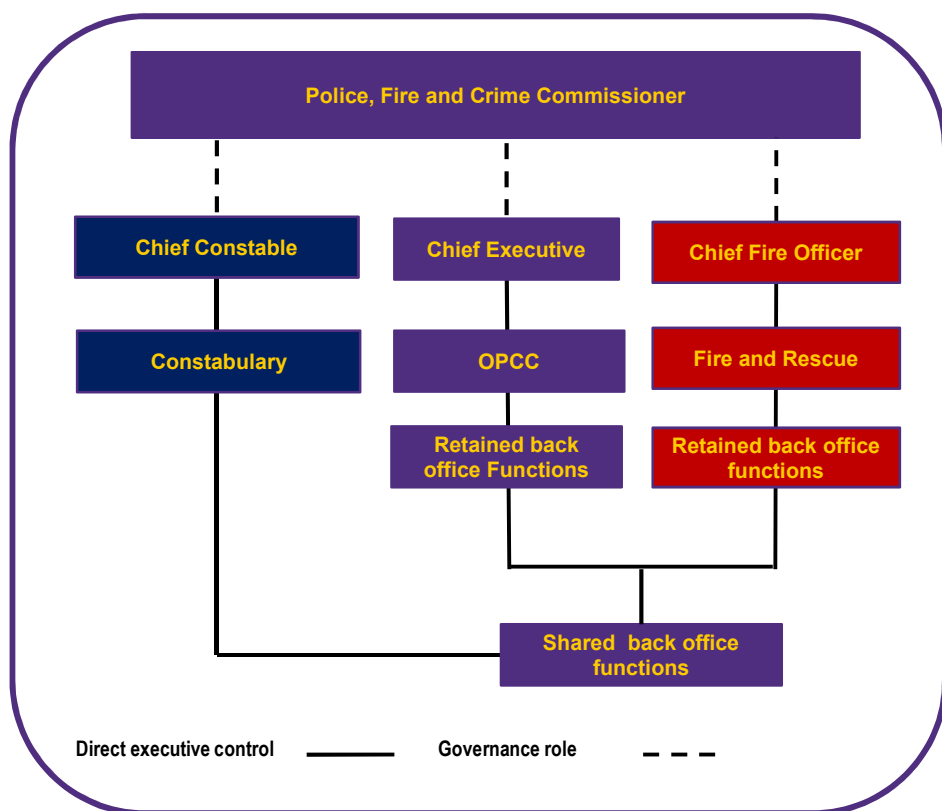 Police, Fire and Crime Commissioner
Chief Constable
Chief Executive
Chief Fire Officer
Constabulary
OPCC
Fire and Rescue
Retained back
office Functions
Retained back office
functions
Shared back office
functions
Direct executive control
Governance role